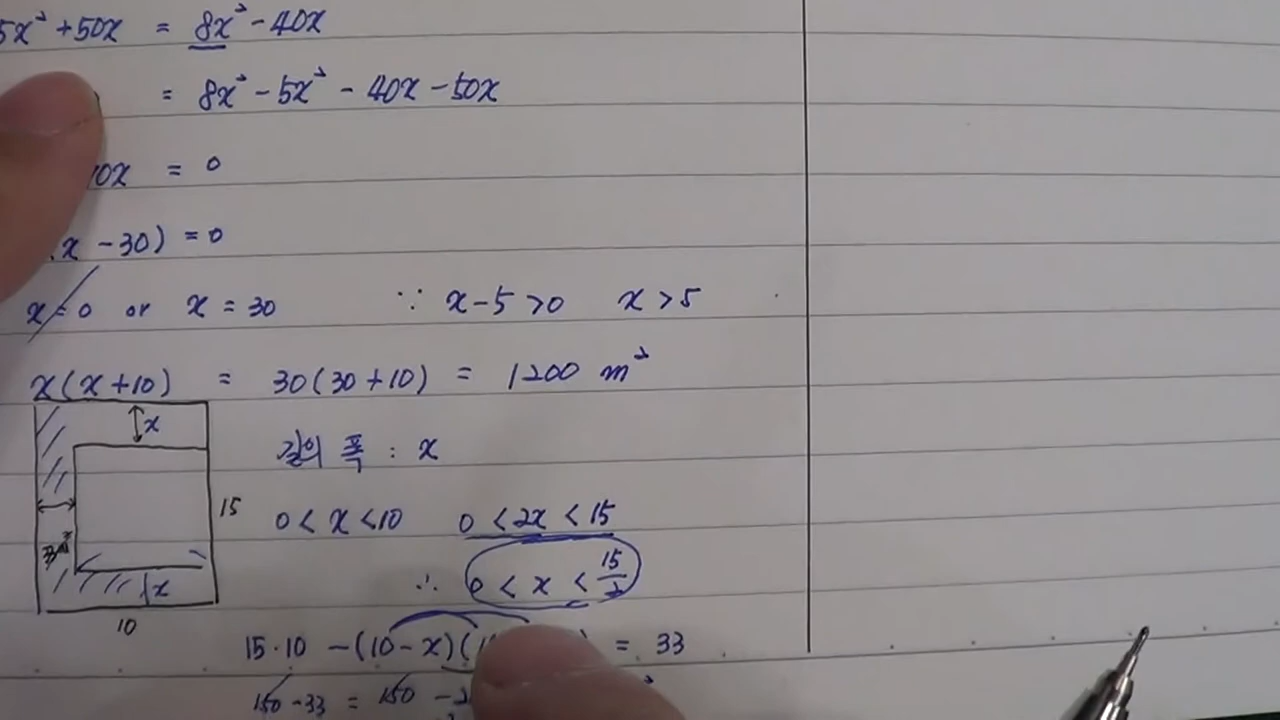 5x² + 50x = 8x² - 40x
= 8x² - 5x² - 40x - 50x
0x = 0
x - 30) = 0
x = 0 or x = 30 ∵ x - 5 > 0 x > 5
x(x + 10) = 30(30 + 10) = 1200 m²
x
길의 폭 : x
15
0 < x < 10 0 < 2x < 15
∴ 0 < x < 15/2
x
10
15·10 - (10 - x)( = 33
150 - 33 = 150 - 2